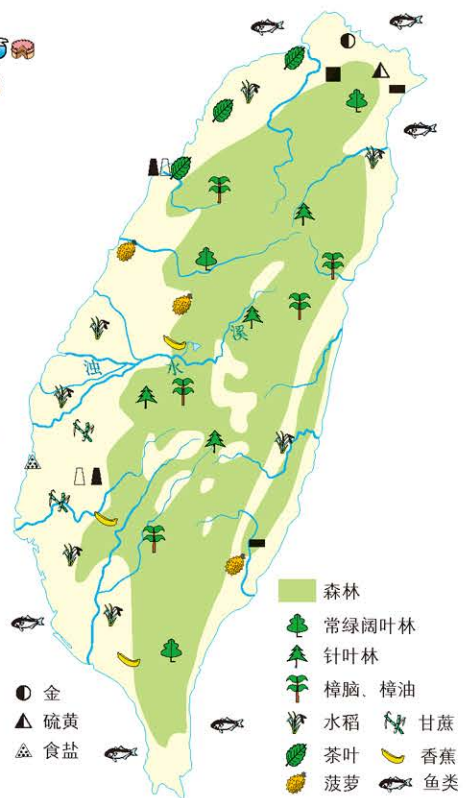 浊水溪
森林
常绿阔叶林
针叶林
樟脑、樟油
金
水稻 甘蔗
硫黄
茶叶 香蕉
食盐
菠萝 鱼类